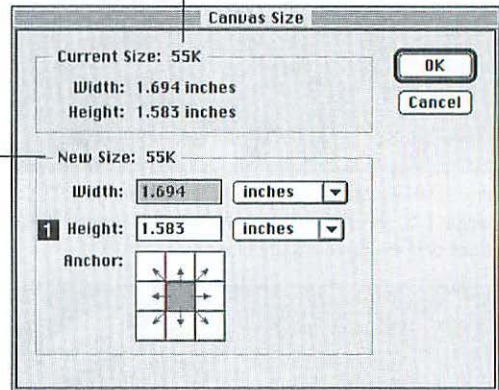 Canvas Size
Current Size: 55K
Width: 1.694 inches
Height: 1.583 inches
OK
Cancel
New Size: 55K
Width: 1.694 inches
1 Height: 1.583 inches
Anchor: